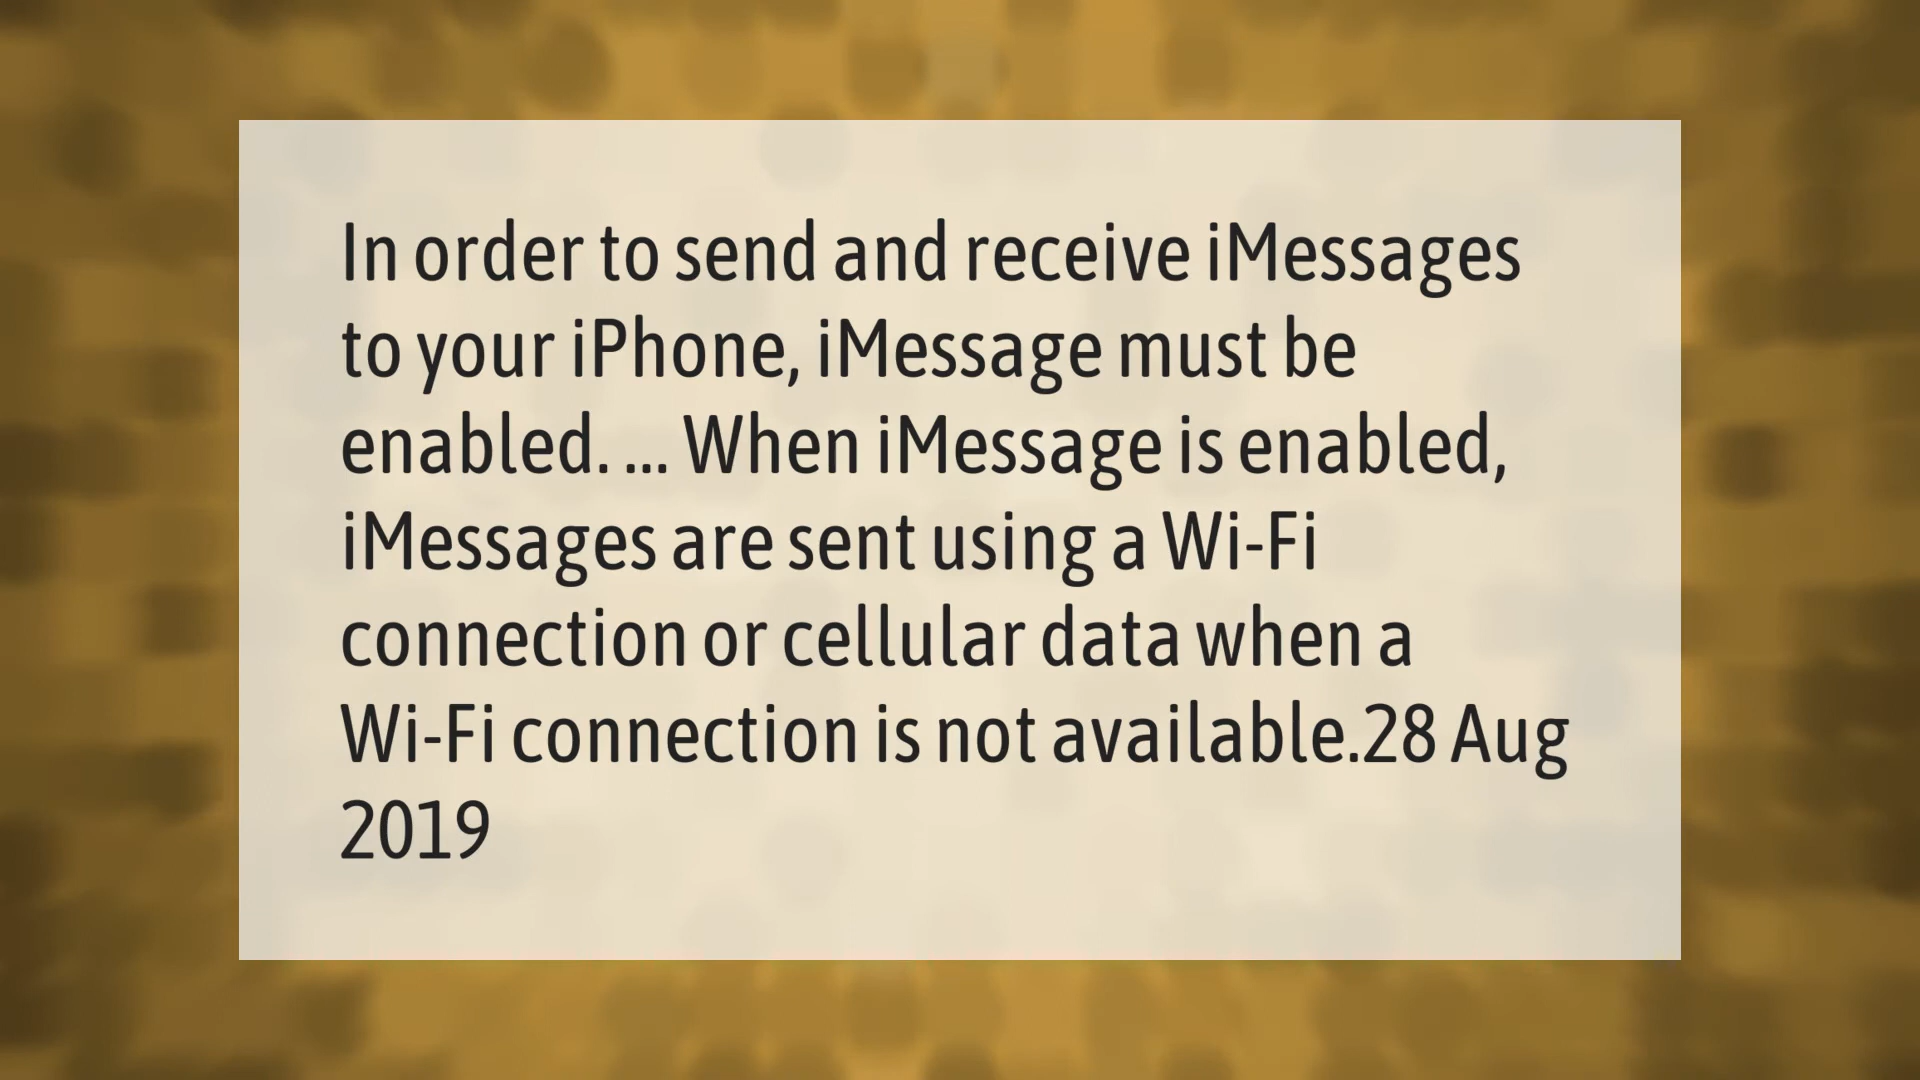 In order to send and receive iMessages
to your iPhone, iMessage must be
enabled. ... When iMessage is enabled,
iMessages are sent using a Wi-Fi
connection or cellular data when a
Wi-Fi connection is not available.28 Aug
2019